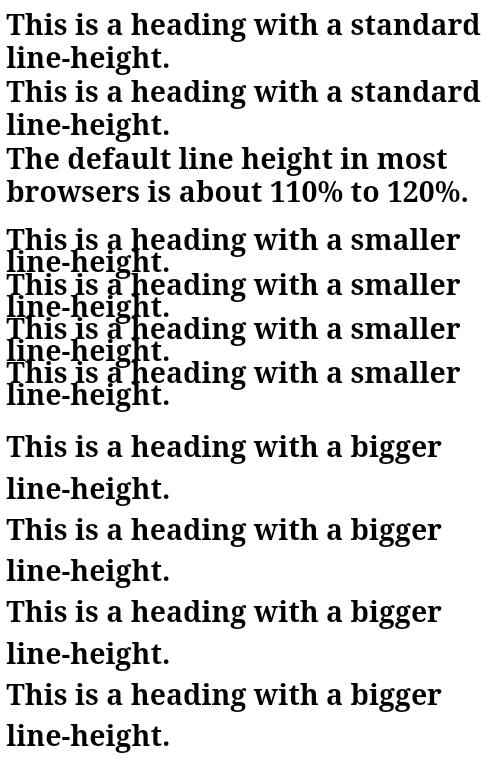 This is a heading with a standard
line-height.
This is a heading with a standard
line-height.
The default line height in most
browsers is about 110% to 120%.
This is a heading with a smaller
line-height.
This is a heading with a smaller
line-height.
This is a heading with a smaller
line-height.
This is a heading with a smaller
line-height.
This is a heading with a bigger
line-height.
This is a heading with a bigger
line-height.
This is a heading with a bigger
line-height.
This is a heading with a bigger
line-height.